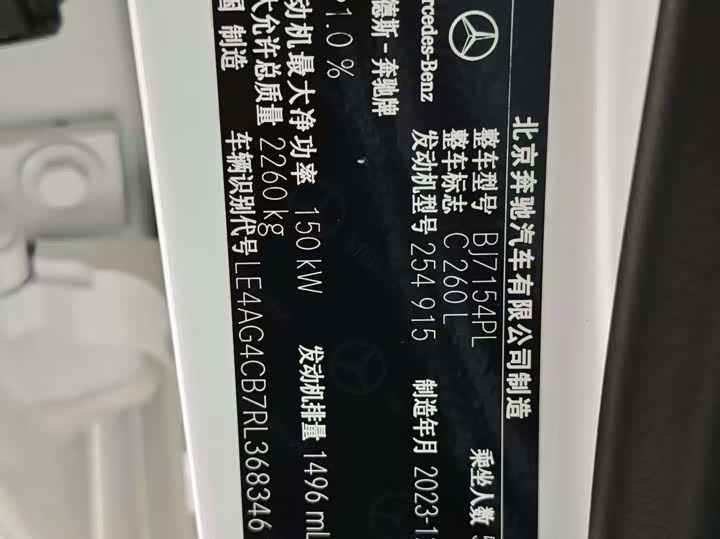 北京奔驰汽车有限公司制造
整车型号 BJ7154PL 乘坐人数
整车标志 C 260 L
发动机型号 254 915 制造年月 2023-1
Mercedes-Benz
德斯-奔驰牌
1.0 %
动机最大净功率 150 kW 发动机排量 1496 mL
大允许总质量 2260 kg
国 制造 车辆识别代号 LE4AG4CB7RL368346